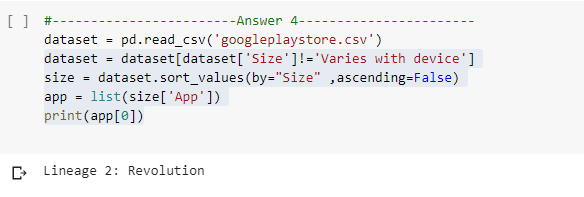 [ ] #-----------------------Answer 4----------------------
dataset = pd.read_csv('googleplaystore.csv')
dataset = dataset[dataset['Size']!='Varies with device']
size = dataset.sort_values(by="Size" ,ascending=False)
app = list(size['App'])
print(app[0])
Lineage 2: Revolution